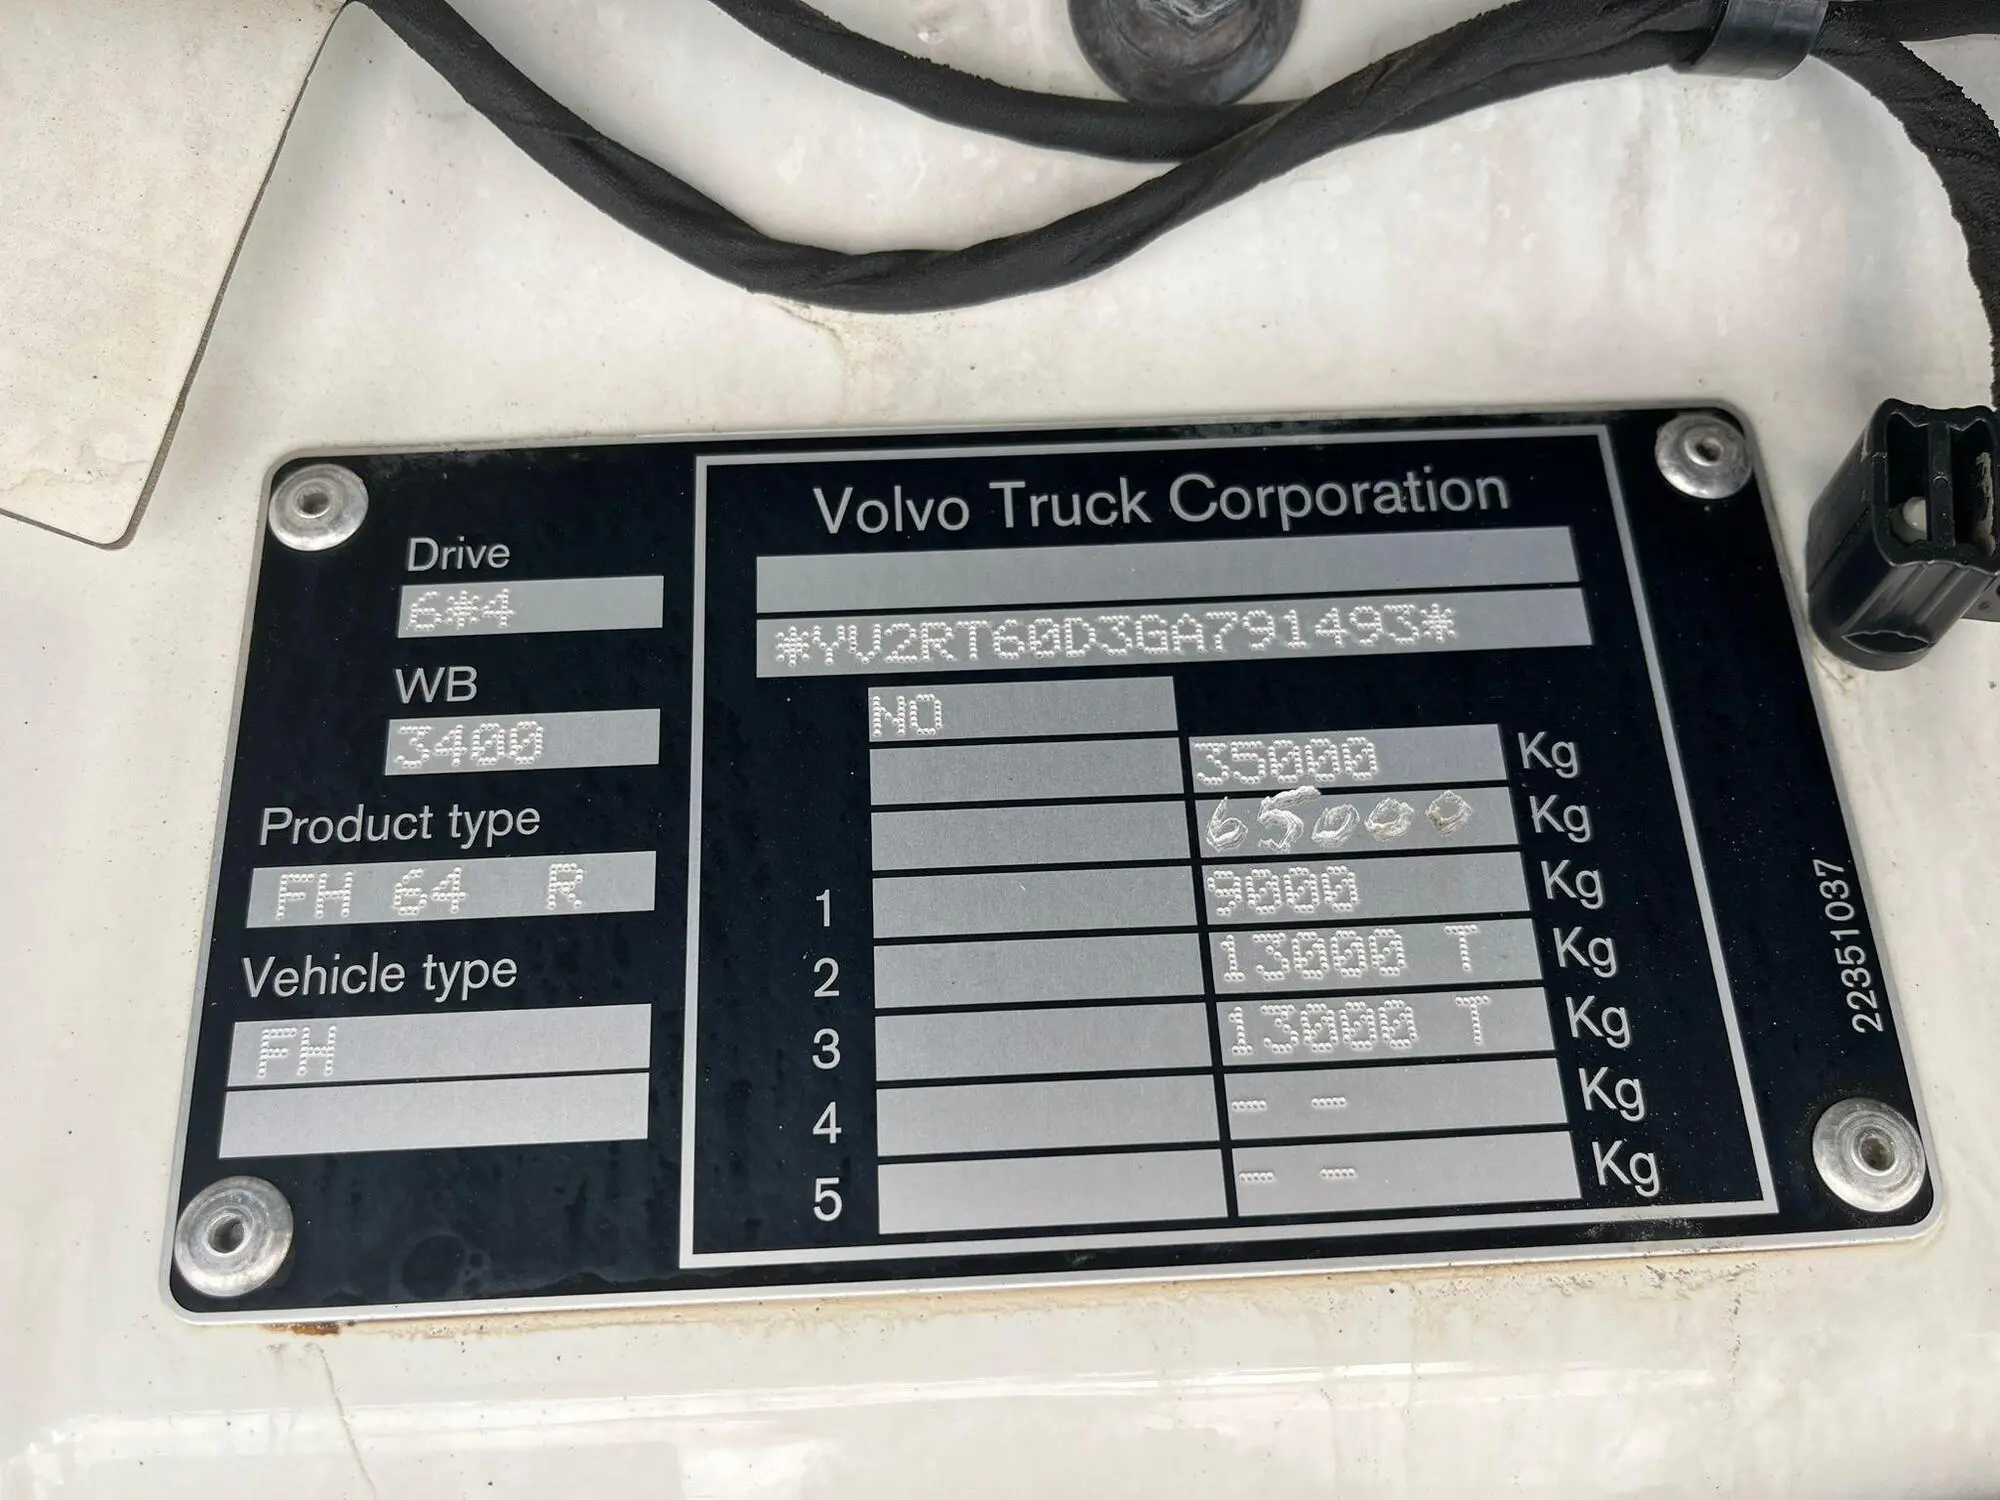 Volvo Truck Corporation
Drive
6*4
*YV2RT60D3GA791493*
WB
3400
NO
35000 Kg
65000 Kg
Product type
FH 64 R
1 9000 Kg
2 13000 T Kg
Vehicle type
FH
3 13000 T Kg
4 - - Kg
5 - - Kg
22351037